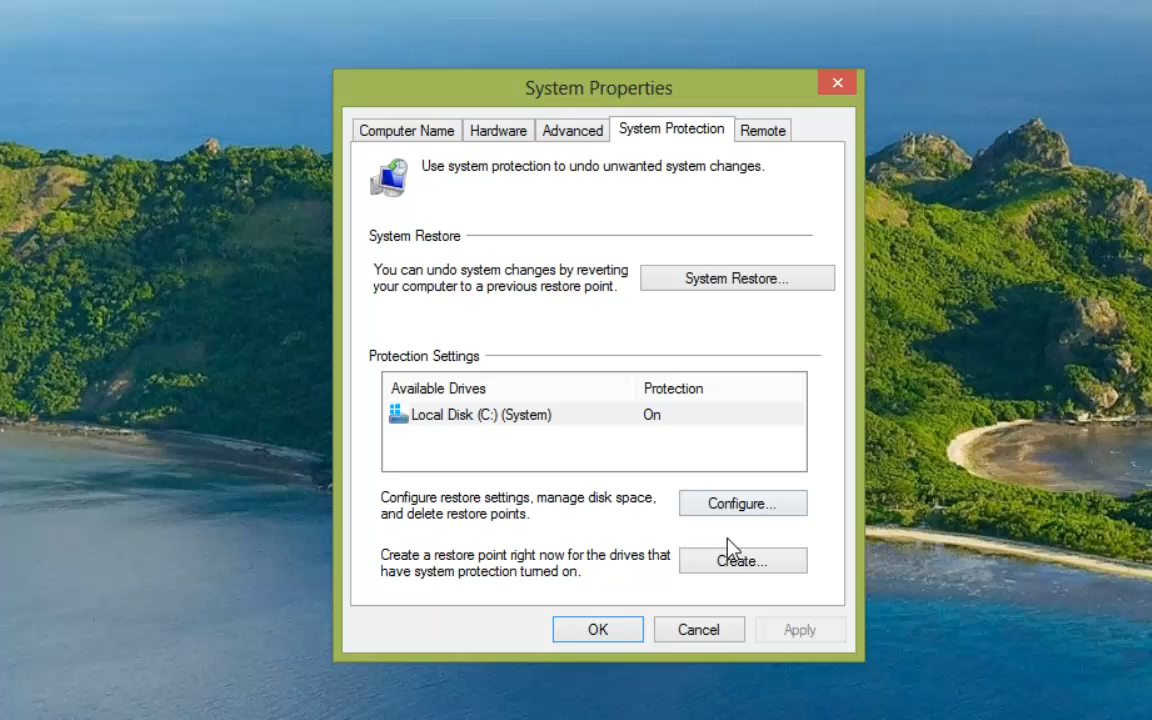 System Properties
Computer Name Hardware Advanced System Protection Remote
Use system protection to undo unwanted system changes.
System Restore
You can undo system changes by reverting
your computer to a previous restore point.
System Restore...
Protection Settings
Available Drives Protection
Local Disk (C:) (System) On
Configure restore settings, manage disk space,
and delete restore points.
Configure...
Create a restore point right now for the drives that
have system protection turned on.
Create...
OK Cancel Apply